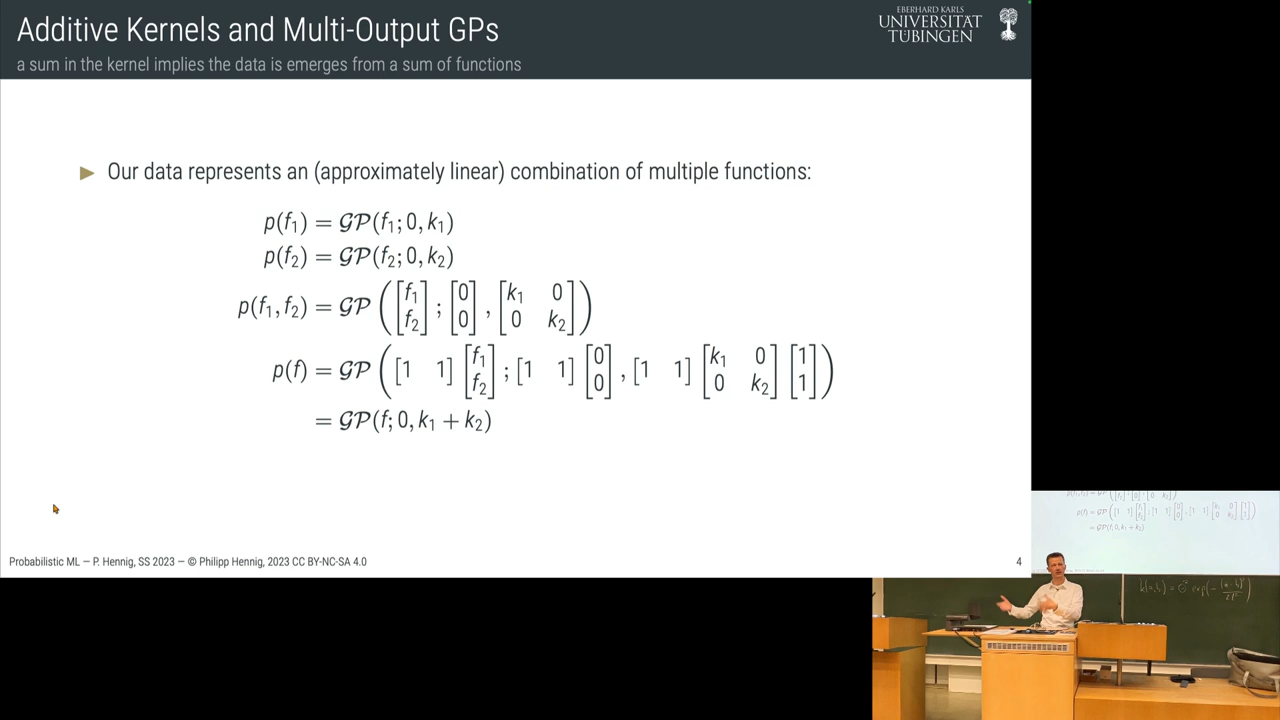 Additive Kernels and Multi-Output GPs
a sum in the kernel implies the data is emerges from a sum of functions
EBERHARD KARLS
UNIVERSITÄT
TÜBINGEN
▶ Our data represents an (approximately linear) combination of multiple functions:
p(f₁) = 𝒢𝒫(f₁; 0, k₁)
p(f₂) = 𝒢𝒫(f₂; 0, k₂)
p(f₁, f₂) = 𝒢𝒫([f₁ f₂]; [0 0], [k₁ 0 0 k₂])
p(f) = 𝒢𝒫([1 1] [f₁ f₂]; [1 1] [0 0], [1 1] [k₁ 0 0 k₂] [1 1])
= 𝒢𝒫(f; 0, k₁ + k₂)
Probabilistic ML — P. Hennig, SS 2023 — © Philipp Hennig, 2023 CC BY-NC-SA 4.0
4